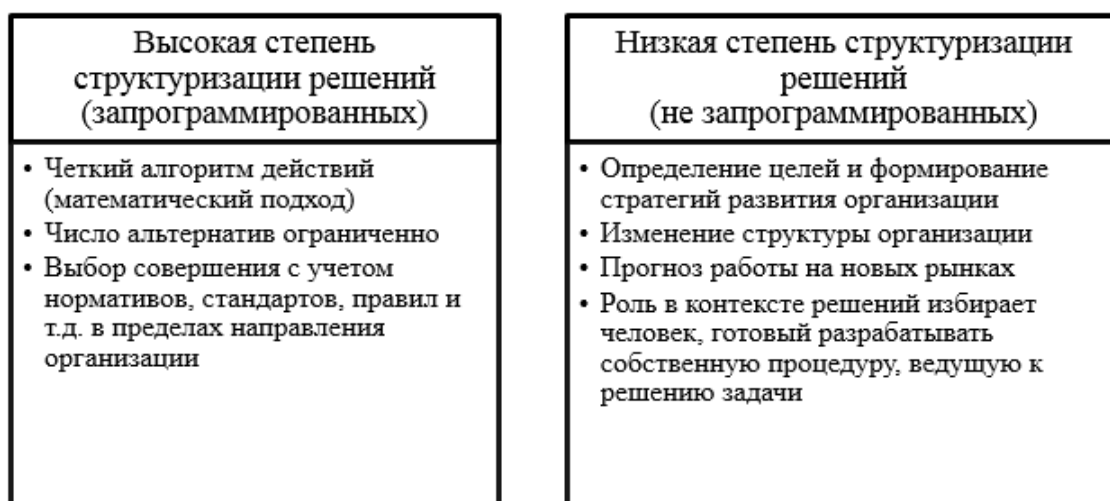 Высокая степень
структуризации решений
(запрограммированных)
• Четкий алгоритм действий
(математический подход)
• Число альтернатив ограниченно
• Выбор совершения с учетом
нормативов, стандартов, правил и
т.д. в пределах направления
организации
Низкая степень структуризации
решений
(не запрограммированных)
• Определение целей и формирование
стратегий развития организации
• Изменение структуры организации
• Прогноз работы на новых рынках
• Роль в контексте решений избирает
человек, готовый разрабатывать
собственную процедуру, ведущую к
решению задачи